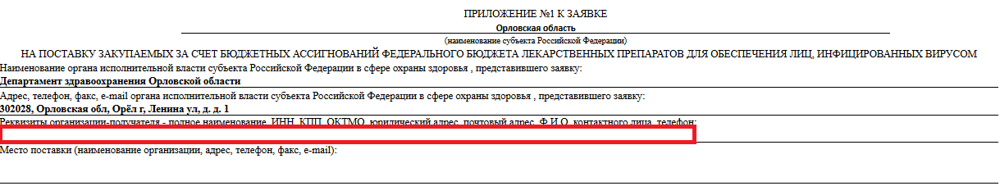 ПРИЛОЖЕНИЕ №1 К ЗАЯВКЕ
Орловская область
(наименование субъекта Российской Федерации)
НА ПОСТАВКУ ЗАКУПАЕМЫХ ЗА СЧЕТ БЮДЖЕТНЫХ АССИГНОВАНИЙ ФЕДЕРАЛЬНОГО БЮДЖЕТА ЛЕКАРСТВЕННЫХ ПРЕПАРАТОВ ДЛЯ ОБЕСПЕЧЕНИЯ ЛИЦ, ИНФИЦИРОВАННЫХ ВИРУСОМ
Наименование органа исполнительной власти субъекта Российской Федерации в сфере охраны здоровья , представившего заявку:
Департамент здравоохранения Орловской области
Адрес, телефон, факс, e-mail органа исполнительной власти субъекта Российской Федерации в сфере охраны здоровья , представившего заявку:
302028, Орловская обл, Орёл г, Ленина ул, д. д. 1
Реквизиты организации-получателя - полное наименование, ИНН, КПП, ОКТМО, юридический адрес, почтовый адрес, Ф.И.О. контактного лица, телефон:
Место поставки (наименование организации, адрес, телефон, факс, e-mail):